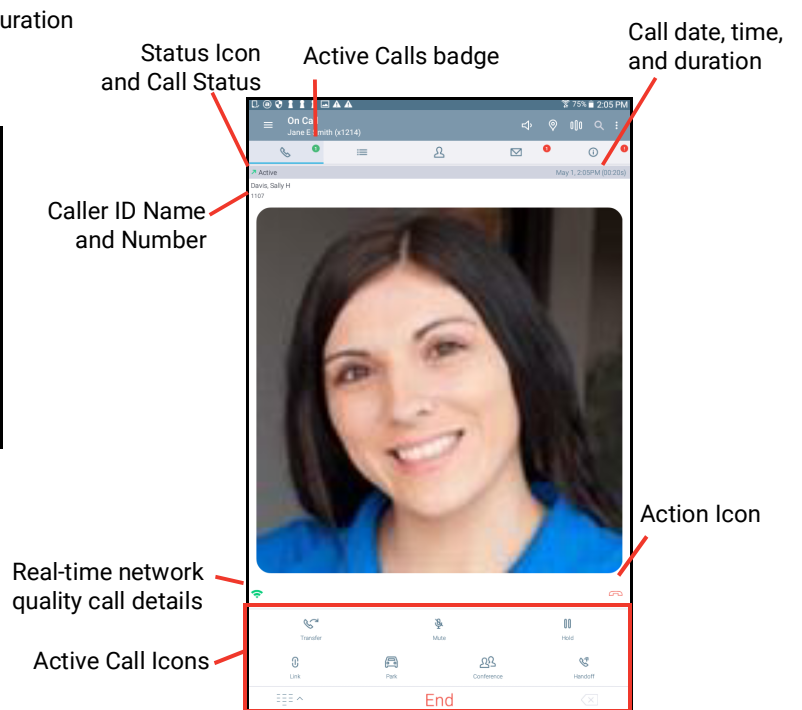 uration
Status Icon
and Call Status
Active Calls badge
Call date, time,
and duration
75% 2:05 PM
On Call
Jane E Smith (x1214)
Active
May 1, 2:05PM (00:20s)
Davis, Sally H
1107
Caller ID Name
and Number
Action Icon
Real-time network
quality call details
Transfer
Mute
Hold
Active Call Icons
Link
Park
Conference
Handoff
End